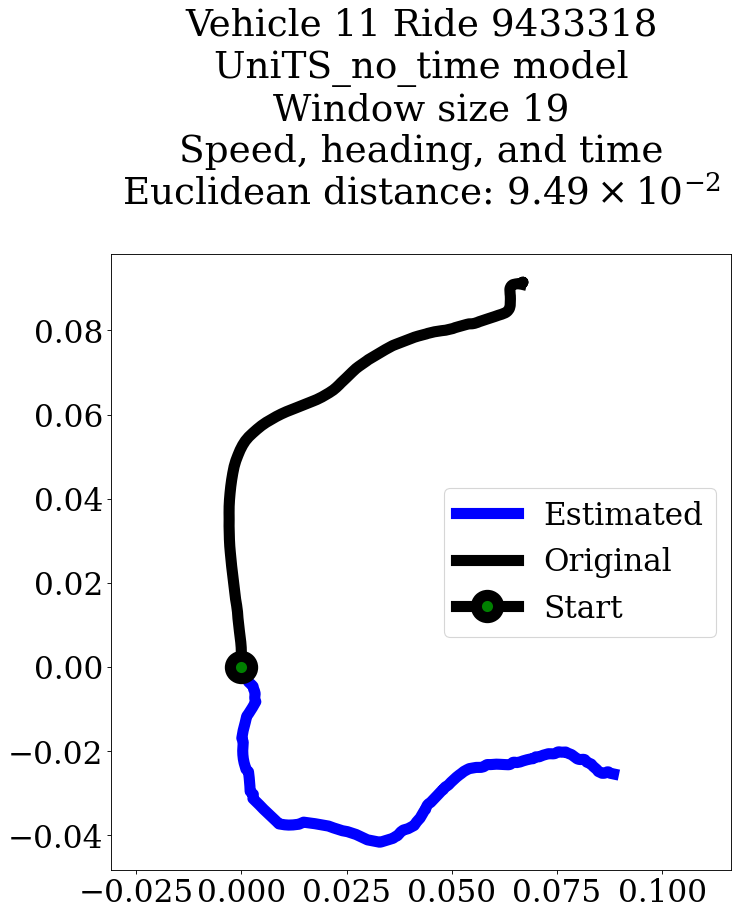 Vehicle 11 Ride 9433318
UniTS_no_time model
Window size 19
Speed, heading, and time
Euclidean distance: 9.49 × 10⁻²
0.08
0.06
0.04
0.02
0.00
−0.02
−0.04
Estimated
Original
Start
−0.025 0.000 0.025 0.050 0.075 0.100